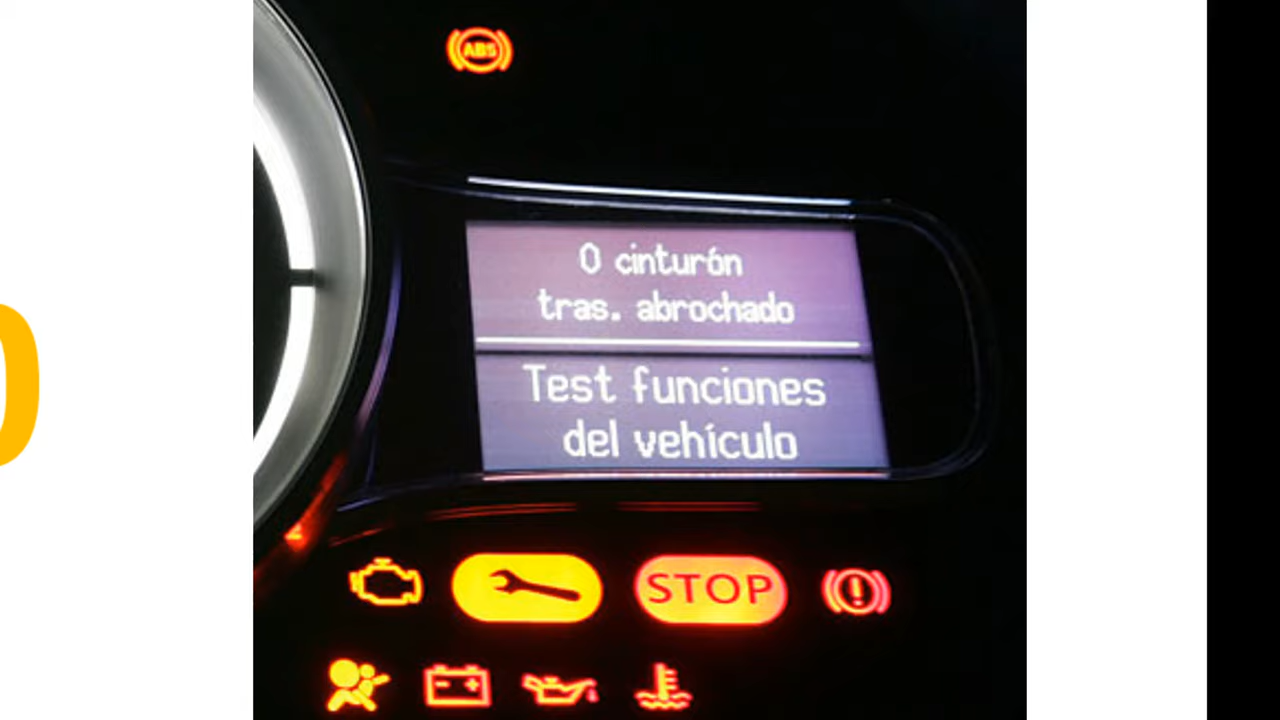 ABS
0 cinturón
tras. abrochado
Test funciones
del vehículo
STOP